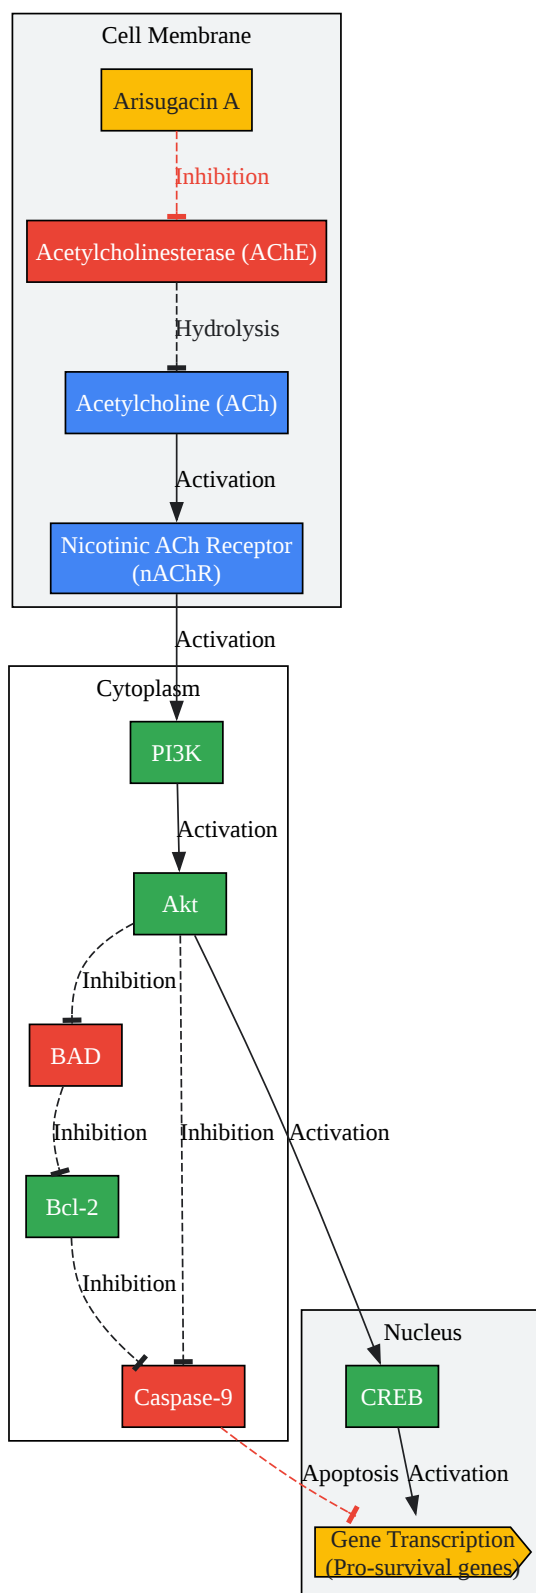 Cell Membrane
Arisugacin A
Inhibition
Acetylcholinesterase (AChE)
Hydrolysis
Acetylcholine (ACh)
Activation
Nicotinic ACh Receptor
(nAChR)
Activation
Cytoplasm
PI3K
Activation
Akt
Inhibition
BAD
Inhibition
Inhibition
Activation
Bcl-2
Inhibition
Nucleus
Caspase-9
CREB
Apoptosis
Activation
Gene Transcription
(Pro-survival genes)